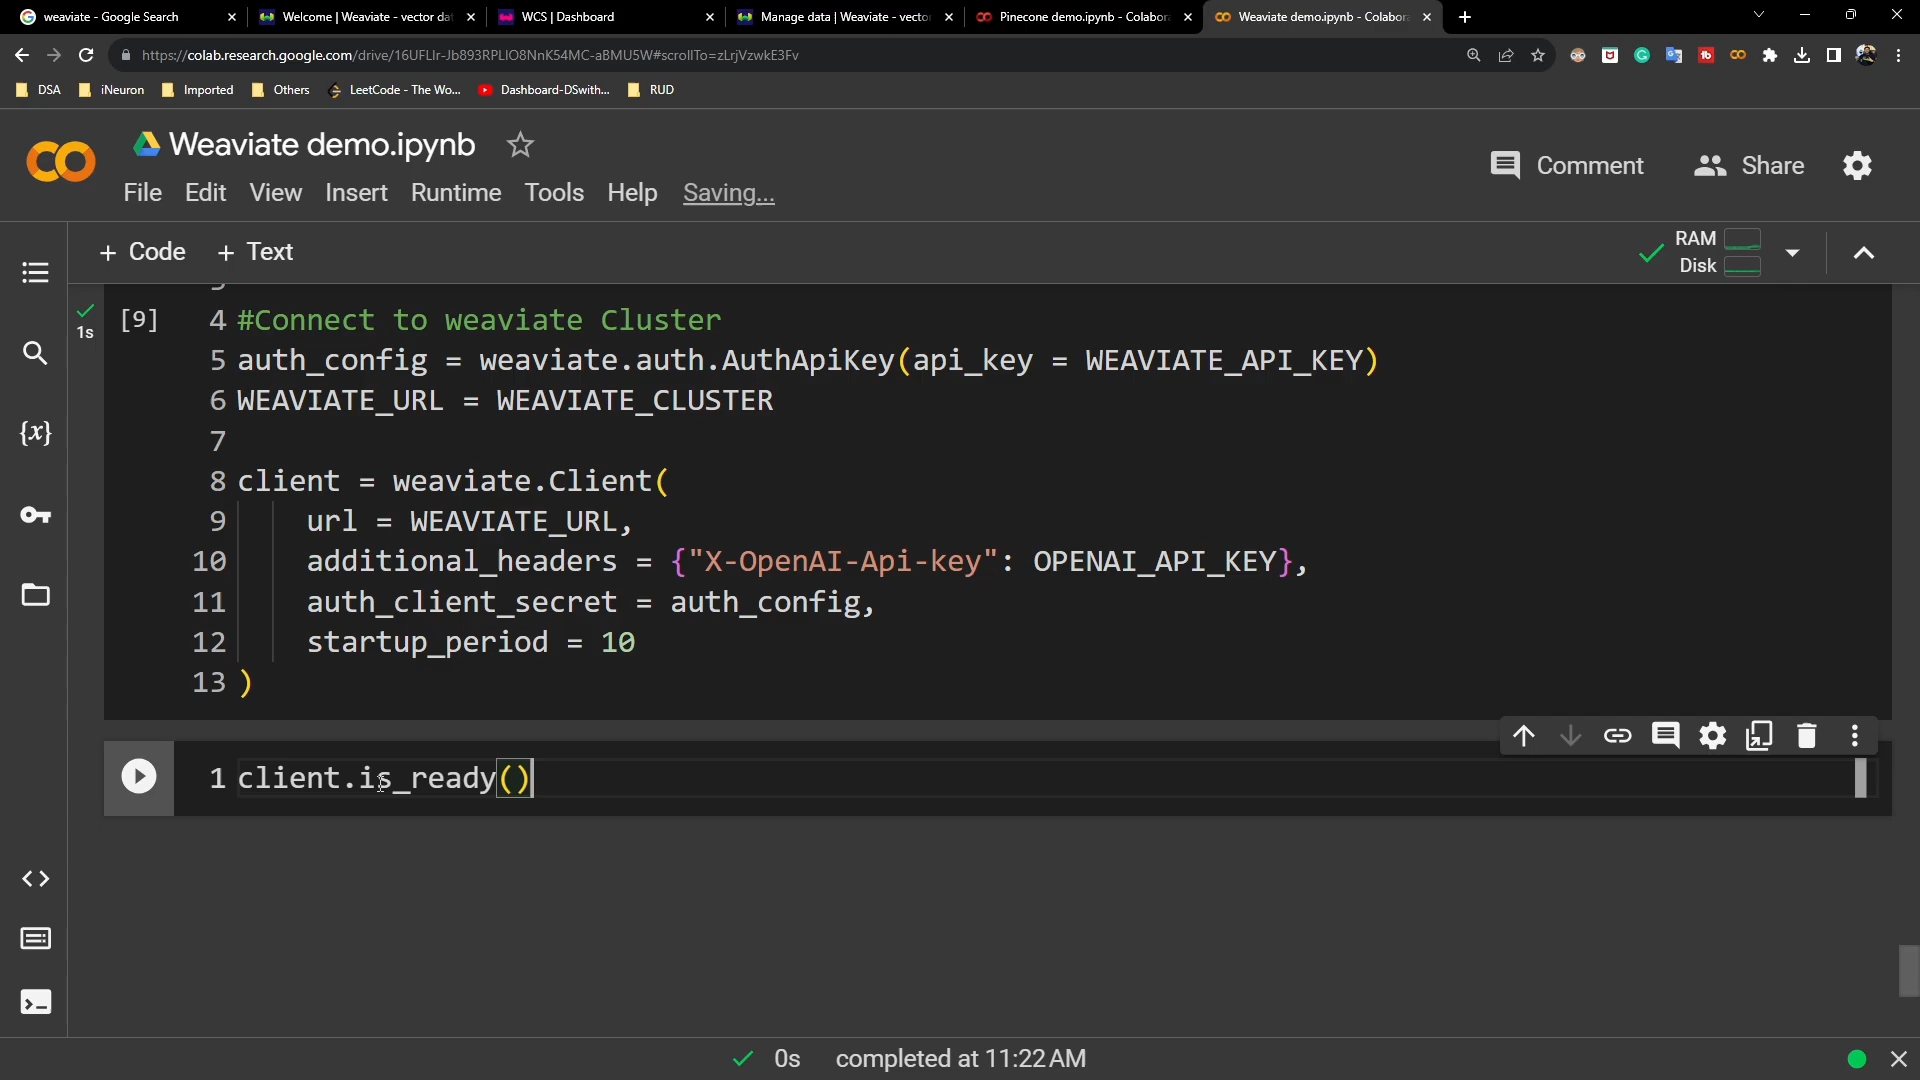 weaviate - Google Search
Welcome | Weaviate - vector dat
WCS | Dashboard
Manage data | Weaviate - vector
Pinecone demo.ipynb - Colabora
Weaviate demo.ipynb - Colabora
https://colab.research.google.com/drive/16UFLIr-Jb893RPLIO8NnK54MC-aBMU5W#scrollTo=zLrjVzwkE3Fv
DSA
iNeuron
Imported
Others
LeetCode - The Wo...
Dashboard-DSwith...
RUD
Weaviate demo.ipynb
Comment
Share
File Edit View Insert Runtime Tools Help Saving...
+ Code + Text
RAM
Disk
1s
[9]
4 #Connect to weaviate Cluster
5 auth_config = weaviate.auth.AuthApiKey(api_key = WEAVIATE_API_KEY)
6 WEAVIATE_URL = WEAVIATE_CLUSTER
7
8 client = weaviate.Client(
9 url = WEAVIATE_URL,
10 additional_headers = {"X-OpenAI-Api-key": OPENAI_API_KEY},
11 auth_client_secret = auth_config,
12 startup_period = 10
13 )
1 client.is_ready()
0s completed at 11:22 AM